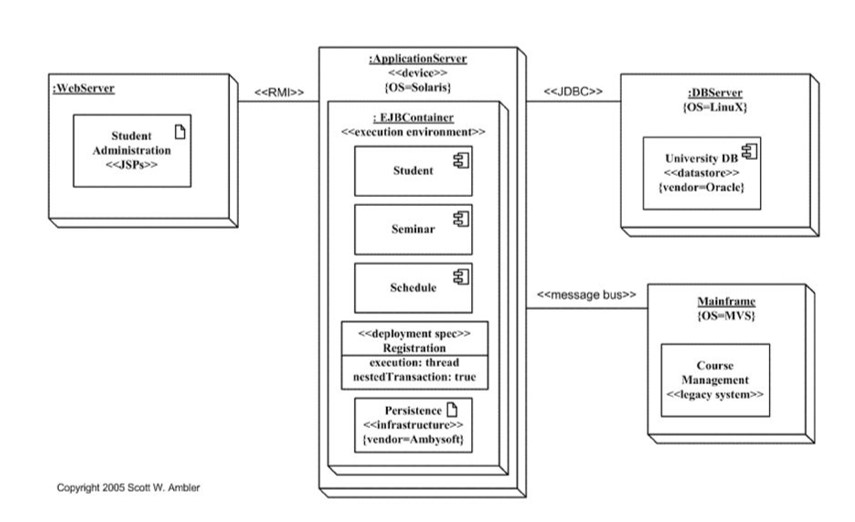 :WebServer
Student
Administration
<<JSPs>>
<<RMI>>
:ApplicationServer
<<device>>
{OS=Solaris}
: EJBContainer
<<execution environment>>
Student
Seminar
Schedule
<<deployment spec>>
Registration
execution: thread
nestedTransaction: true
Persistence
<<infrastructure>>
{vendor=Ambysoft}
<<JDBC>>
:DBServer
{OS=LinuX}
University DB
<<datastore>>
{vendor=Oracle}
<<message bus>>
Mainframe
{OS=MVS}
Course
Management
<<legacy system>>
Copyright 2005 Scott W. Ambler